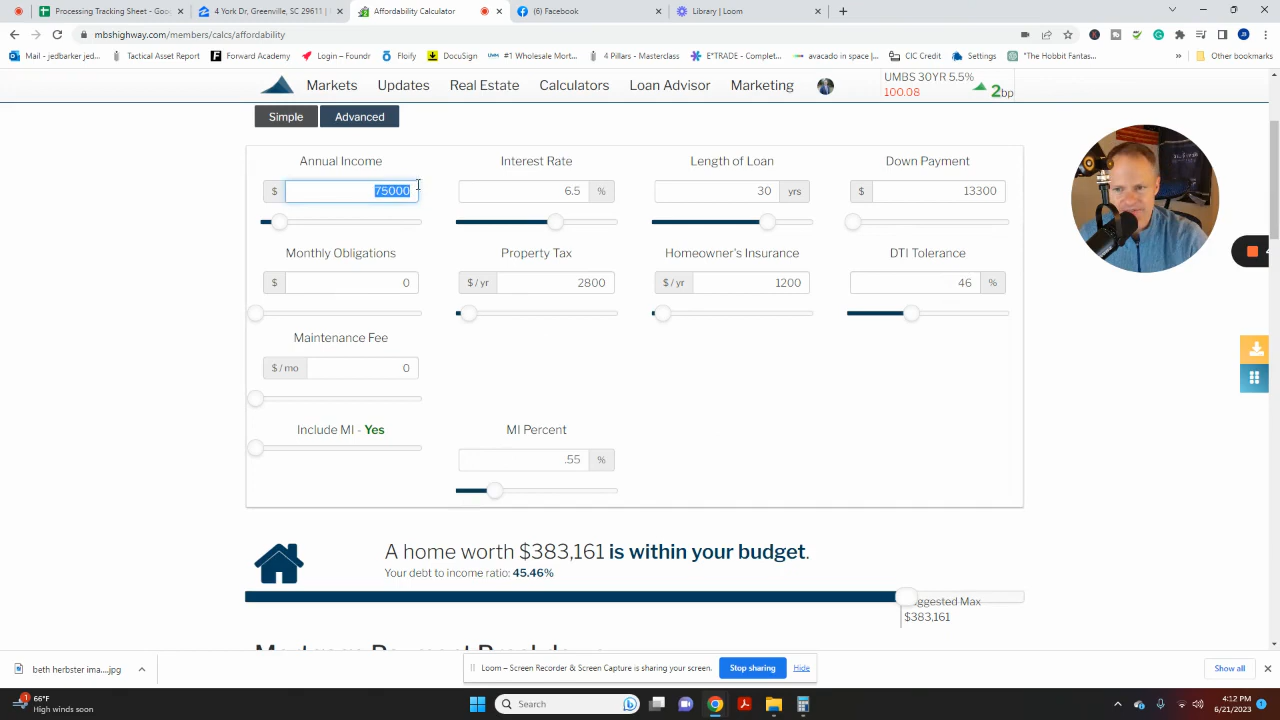 Processing Tracking Sheet - Goo
4 York Dr, Greenville, SC 29611 |
Affordability Calculator
(6) Facebook
Library | Loom
mbshighway.com/members/calcs/affordability
Mail - jedbarker jed...
Tactical Asset Report
Forward Academy
Login – Foundr
Floify
DocuSign
UWM #1 Wholesale Mort...
4 Pillars - Masterclass
E*TRADE – Complet...
avacado in space |...
CIC Credit
Settings
*The Hobbit Fantas...
Other bookmarks
Markets
Updates
Real Estate
Calculators
Loan Advisor
Marketing
UMBS 30YR 5.5%
100.08
2bp
Simple
Advanced
Annual Income
Interest Rate
Length of Loan
Down Payment
$ 75000
6.5 %
30 yrs
$ 13300
Monthly Obligations
Property Tax
Homeowner's Insurance
DTI Tolerance
$ 0
$ / yr 2800
$ / yr 1200
46 %
Maintenance Fee
$ / mo 0
Include MI - Yes
MI Percent
.55 %
A home worth $383,161 is within your budget.
Your debt to income ratio: 45.46%
ggested Max
$383,161
beth herbster ima....jpg
Loom – Screen Recorder & Screen Capture is sharing your screen.
Stop sharing
Hide
Show all
1
66°F
High winds soon
Search
4:12 PM
6/21/2023